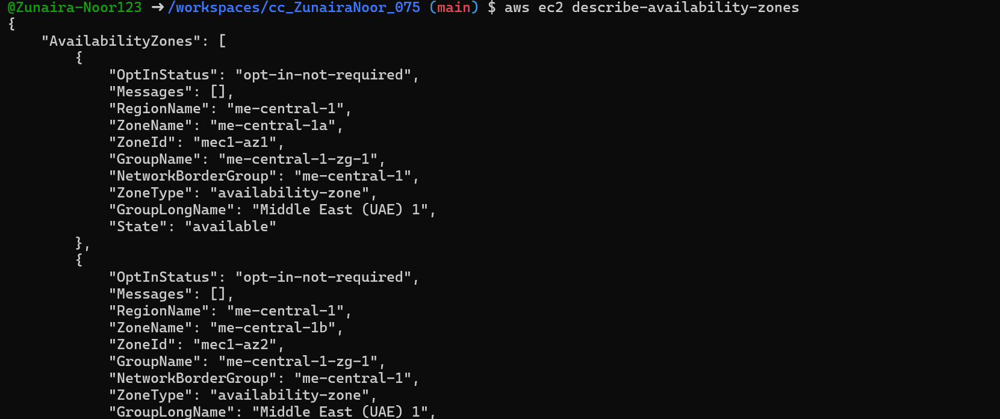 @Zunaira-Noor123 → /workspaces/cc_ZunairaNoor_075 (main) $ aws ec2 describe-availability-zones
{
    "AvailabilityZones": [
        {
            "OptInStatus": "opt-in-not-required",
            "Messages": [],
            "RegionName": "me-central-1",
            "ZoneName": "me-central-1a",
            "ZoneId": "mec1-az1",
            "GroupName": "me-central-1-zg-1",
            "NetworkBorderGroup": "me-central-1",
            "ZoneType": "availability-zone",
            "GroupLongName": "Middle East (UAE) 1",
            "State": "available"
        },
        {
            "OptInStatus": "opt-in-not-required",
            "Messages": [],
            "RegionName": "me-central-1",
            "ZoneName": "me-central-1b",
            "ZoneId": "mec1-az2",
            "GroupName": "me-central-1-zg-1",
            "NetworkBorderGroup": "me-central-1",
            "ZoneType": "availability-zone",
            "GroupLongName": "Middle East (UAE) 1",